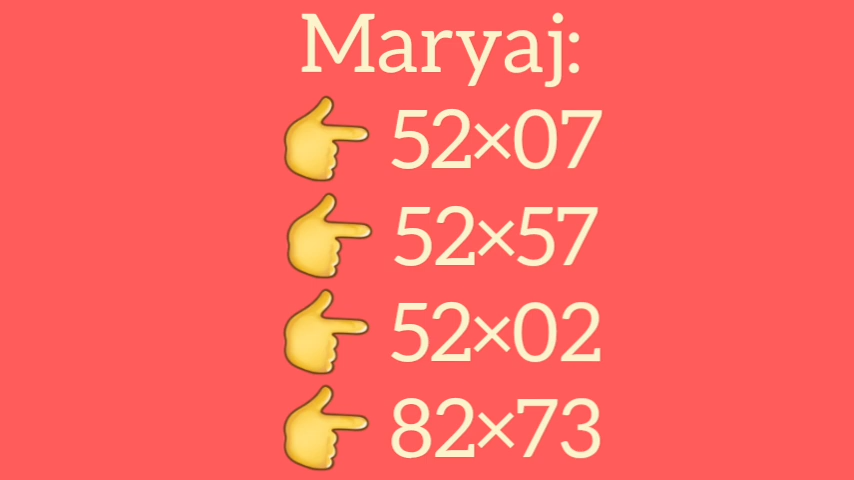 Maryaj:
👉 52×07
👉 52×57
👉 52×02
👉 82×73